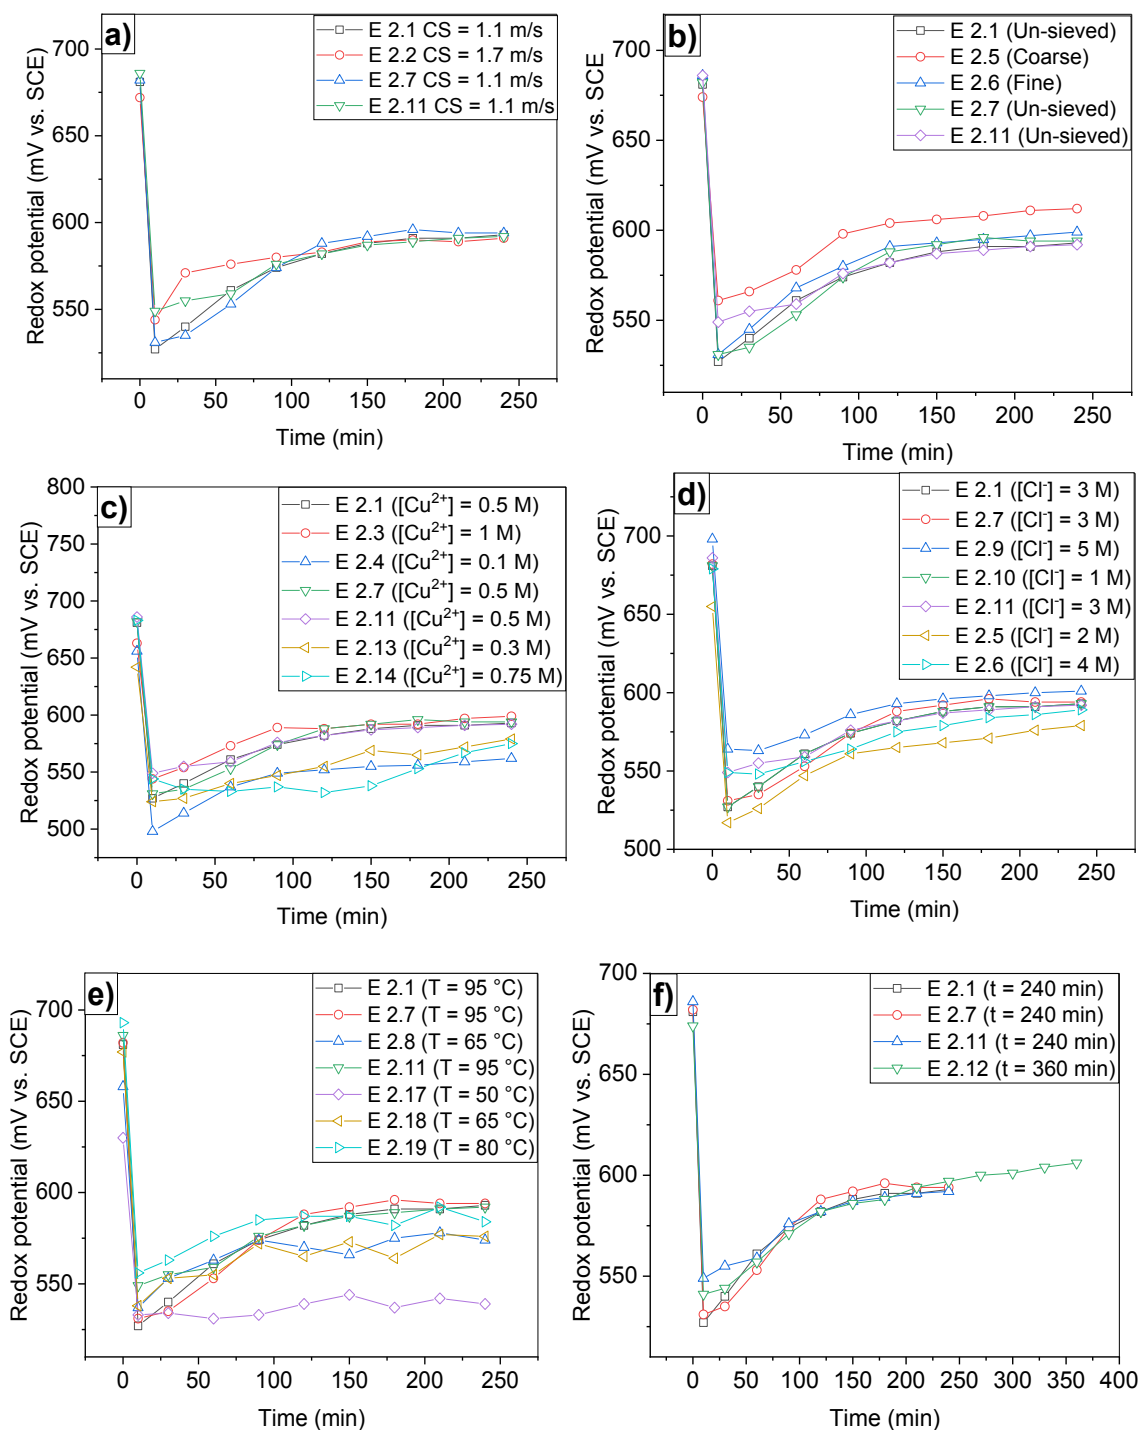 a)
E 2.1 CS = 1.1 m/s
E 2.2 CS = 1.7 m/s
E 2.7 CS = 1.1 m/s
E 2.11 CS = 1.1 m/s
700
650
600
550
Redox potential (mV vs. SCE)
0 50 100 150 200 250
Time (min)
b)
E 2.1 (Un-sieved)
E 2.5 (Coarse)
E 2.6 (Fine)
E 2.7 (Un-sieved)
E 2.11 (Un-sieved)
700
650
600
550
Redox potential (mV vs. SCE)
0 50 100 150 200 250
Time (min)
c)
E 2.1 ([Cu²⁺] = 0.5 M)
E 2.3 ([Cu²⁺] = 1 M)
E 2.4 ([Cu²⁺] = 0.1 M)
E 2.7 ([Cu²⁺] = 0.5 M)
E 2.11 ([Cu²⁺] = 0.5 M)
E 2.13 ([Cu²⁺] = 0.3 M)
E 2.14 ([Cu²⁺] = 0.75 M)
800
750
700
650
600
550
500
Redox potential (mV vs. SCE)
0 50 100 150 200 250
Time (min)
d)
E 2.1 ([Cl⁻] = 3 M)
E 2.7 ([Cl⁻] = 3 M)
E 2.9 ([Cl⁻] = 5 M)
E 2.10 ([Cl⁻] = 1 M)
E 2.11 ([Cl⁻] = 3 M)
E 2.5 ([Cl⁻] = 2 M)
E 2.6 ([Cl⁻] = 4 M)
700
650
600
550
500
Redox potential (mV vs. SCE)
0 50 100 150 200 250
Time (min)
e)
E 2.1 (T = 95 °C)
E 2.7 (T = 95 °C)
E 2.8 (T = 65 °C)
E 2.11 (T = 95 °C)
E 2.17 (T = 50 °C)
E 2.18 (T = 65 °C)
E 2.19 (T = 80 °C)
700
650
600
550
Redox potential (mV vs. SCE)
0 50 100 150 200 250
Time (min)
f)
E 2.1 (t = 240 min)
E 2.7 (t = 240 min)
E 2.11 (t = 240 min)
E 2.12 (t = 360 min)
700
650
600
550
Redox potential (mV vs. SCE)
0 50 100 150 200 250 300 350 400
Time (min)